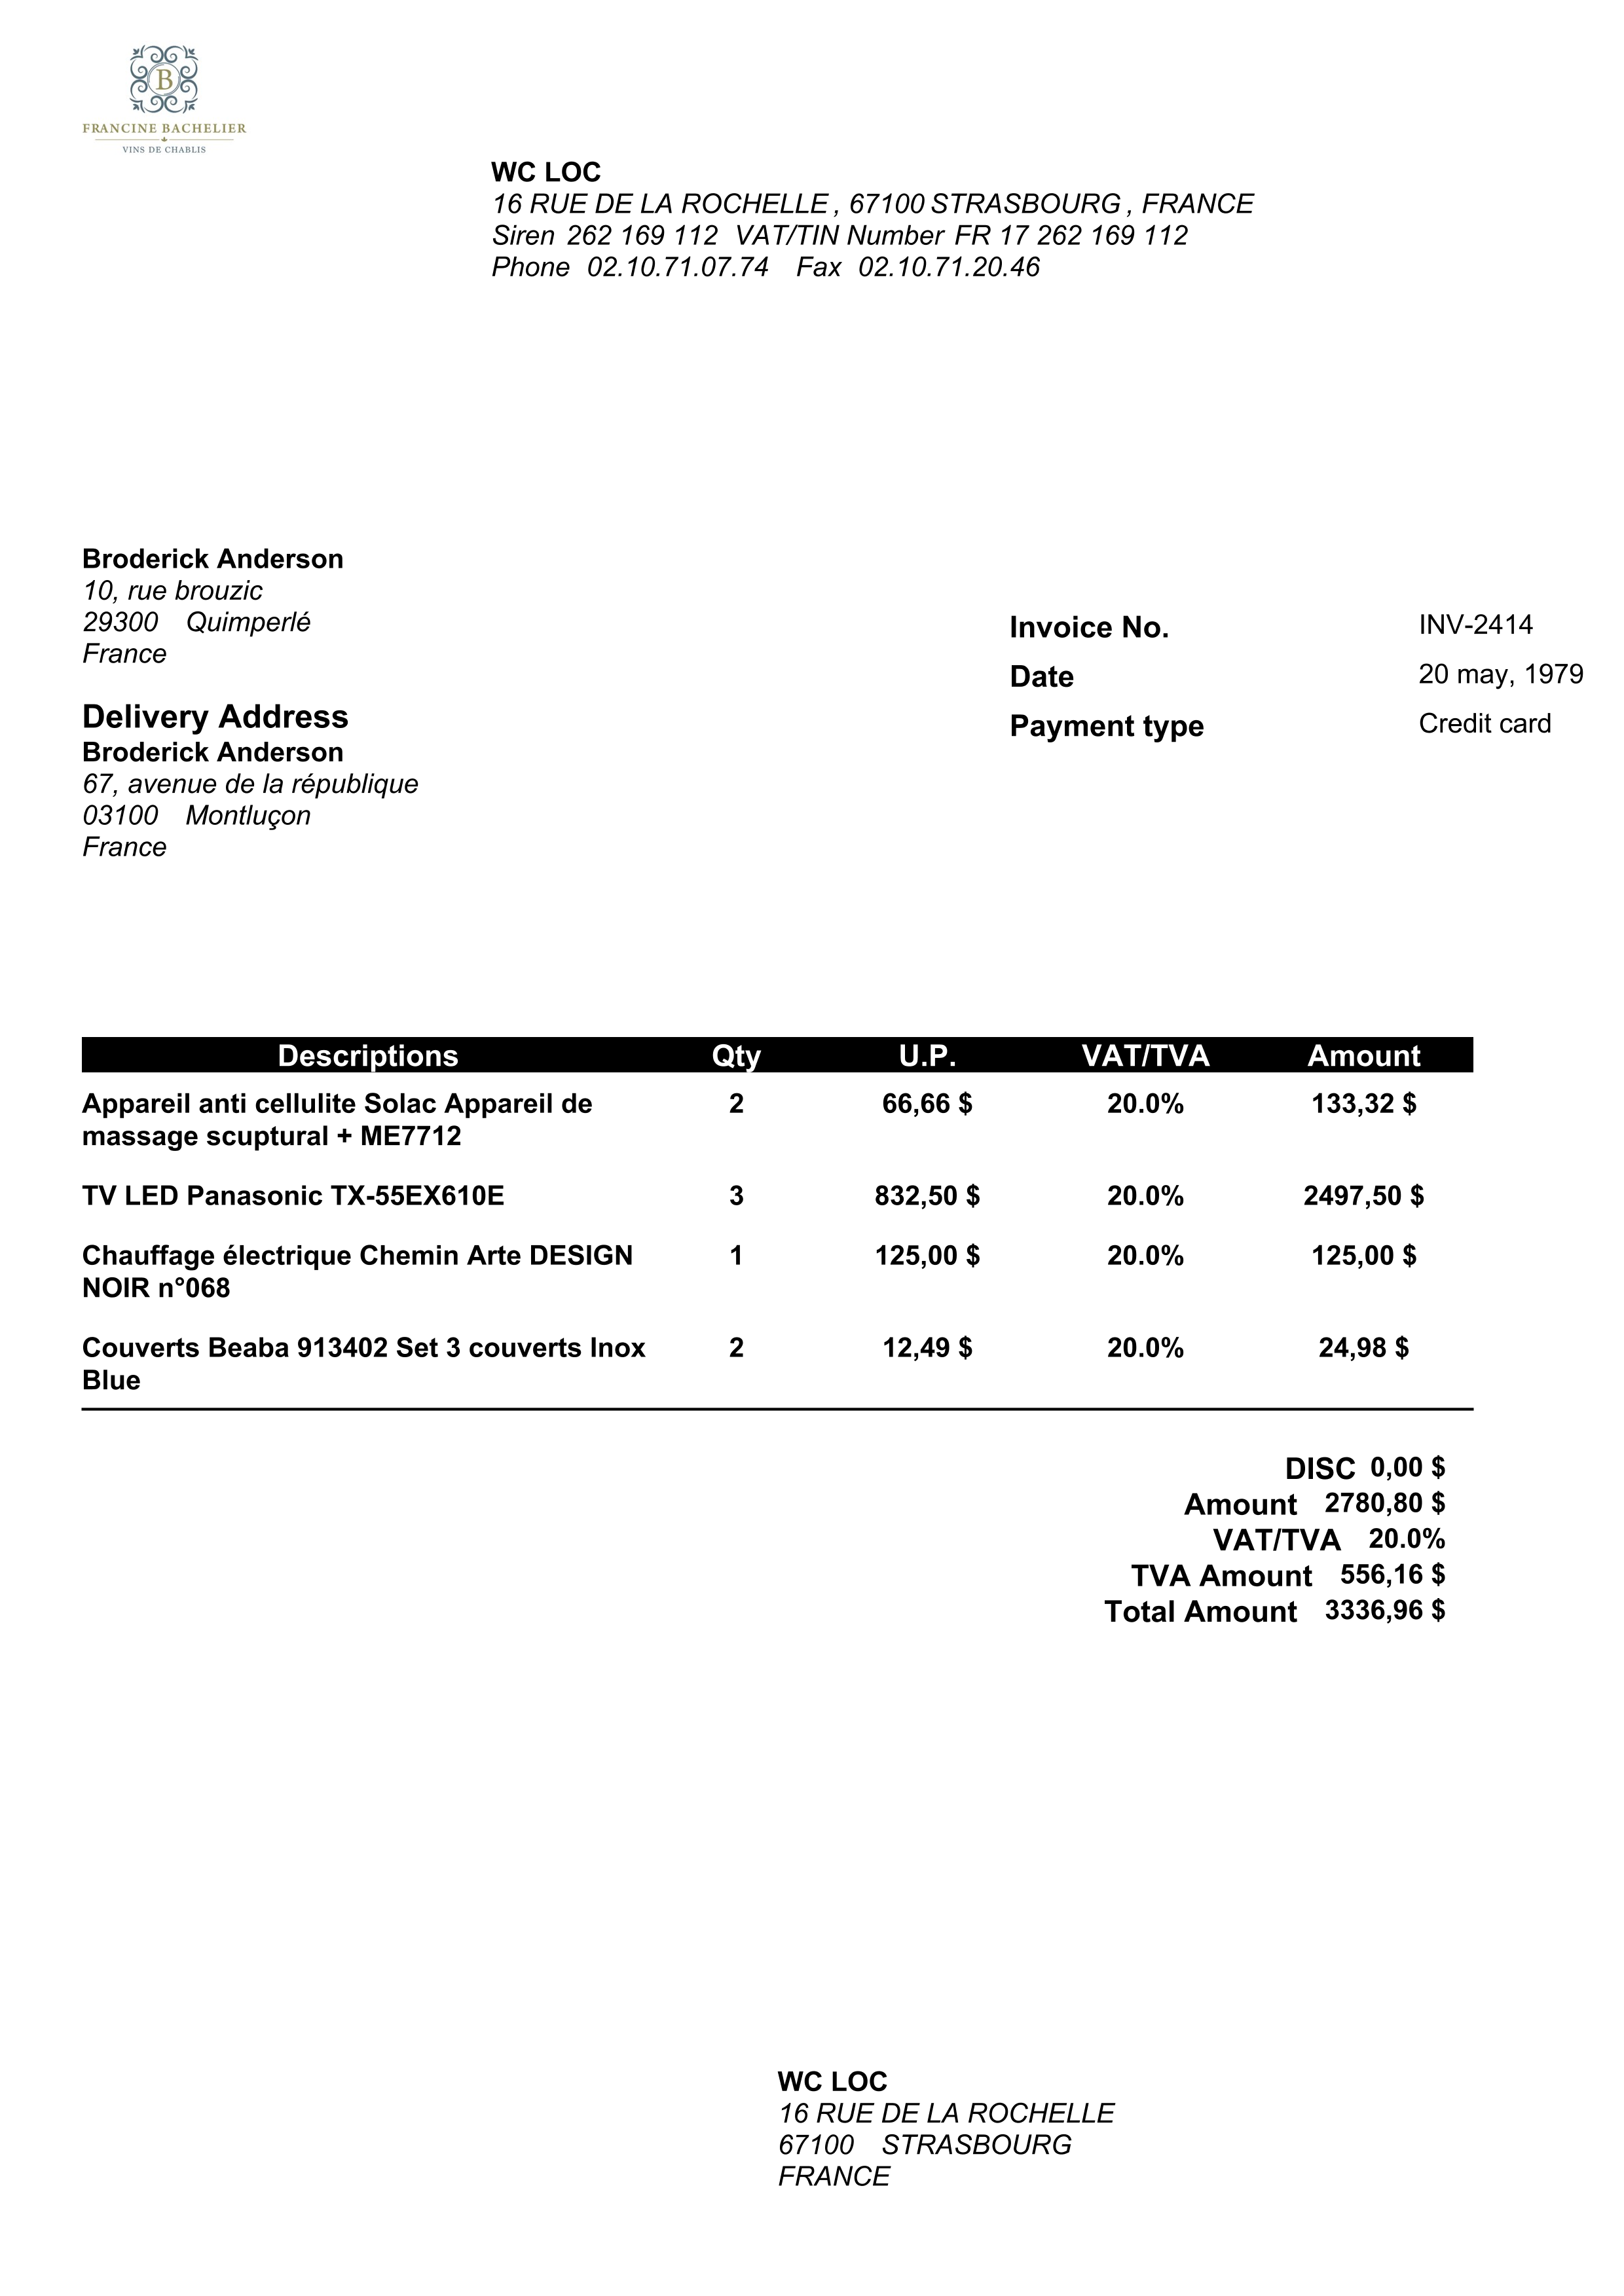 B
FRANCINE BACHELIER
VINS DE CHABLIS
WC LOC
16 RUE DE LA ROCHELLE , 67100 STRASBOURG , FRANCE
Siren 262 169 112 VAT/TIN Number FR 17 262 169 112
Phone 02.10.71.07.74 Fax 02.10.71.20.46
Broderick Anderson
10, rue brouzic
29300 Quimperlé
France
Invoice No. INV-2414
Date 20 may, 1979
Payment type Credit card
Delivery Address
Broderick Anderson
67, avenue de la république
03100 Montluçon
France
Descriptions Qty U.P. VAT/TVA Amount
Appareil anti cellulite Solac Appareil de 2 66,66 $ 20.0% 133,32 $
massage scuptural + ME7712
TV LED Panasonic TX-55EX610E 3 832,50 $ 20.0% 2497,50 $
Chauffage électrique Chemin Arte DESIGN 1 125,00 $ 20.0% 125,00 $
NOIR n°068
Couverts Beaba 913402 Set 3 couverts Inox 2 12,49 $ 20.0% 24,98 $
Blue
DISC 0,00 $
Amount 2780,80 $
VAT/TVA 20.0%
TVA Amount 556,16 $
Total Amount 3336,96 $
WC LOC
16 RUE DE LA ROCHELLE
67100 STRASBOURG
FRANCE